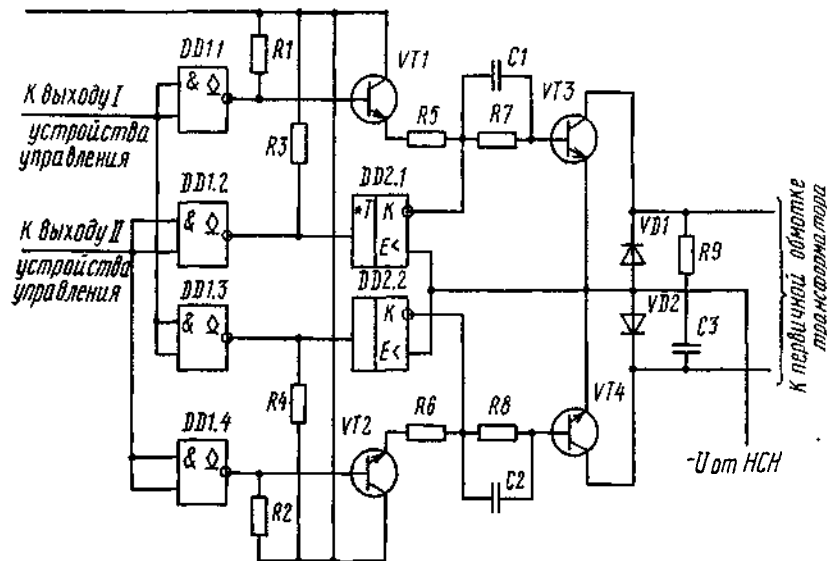 DD1.1
R1
VT1
C1
VT3
& ◇
К выходу I
устройства
управления
R3
R5
R7
DD1.2
DD2.1
*T
K
E<
К выходу II
устройства
управления
& ◇
VD1
R9
DD1.3
DD2.2
K
E<
& ◇
VD2
C3
К первичной обмотке
трансформатора
R4
VT2
R6
R8
VT4
DD1.4
& ◇
R2
C2
-U от НСН